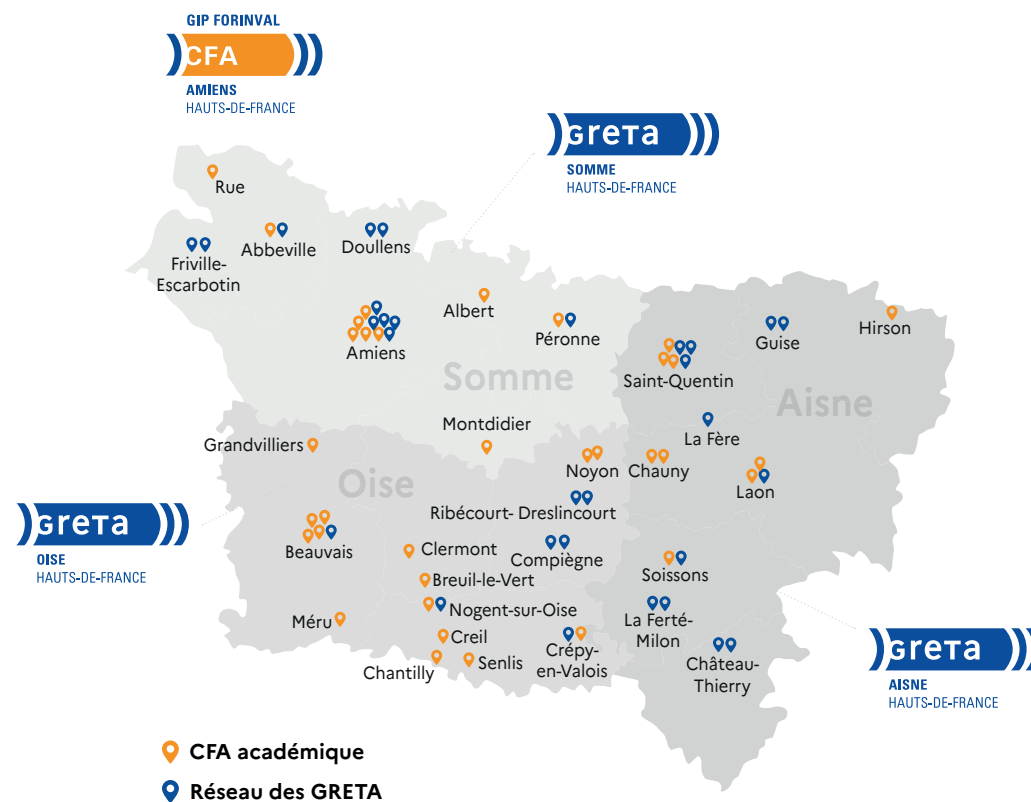 GIP FORINVAL
CFA
AMIENS
HAUTS-DE-FRANCE
GRETA
SOMME
HAUTS-DE-FRANCE
Rue
Abbeville
Doullens
Friville-
Escarbotin
Albert
Péronne
Amiens
Somme
Saint-Quentin
Guise
Hirson
Aisne
Montdidier
Grandvilliers
La Fère
Noyon
Chauny
Laon
Oise
Ribécourt- Dreslincourt
GRETA
OISE
HAUTS-DE-FRANCE
Beauvais
Clermont
Compiègne
Soissons
Breuil-le-Vert
Nogent-sur-Oise
La Ferté-
Milon
Méru
Creil
Chantilly
Senlis
Crépy-
en-Valois
Château-
Thierry
GRETA
AISNE
HAUTS-DE-FRANCE
CFA académique
Réseau des GRETA